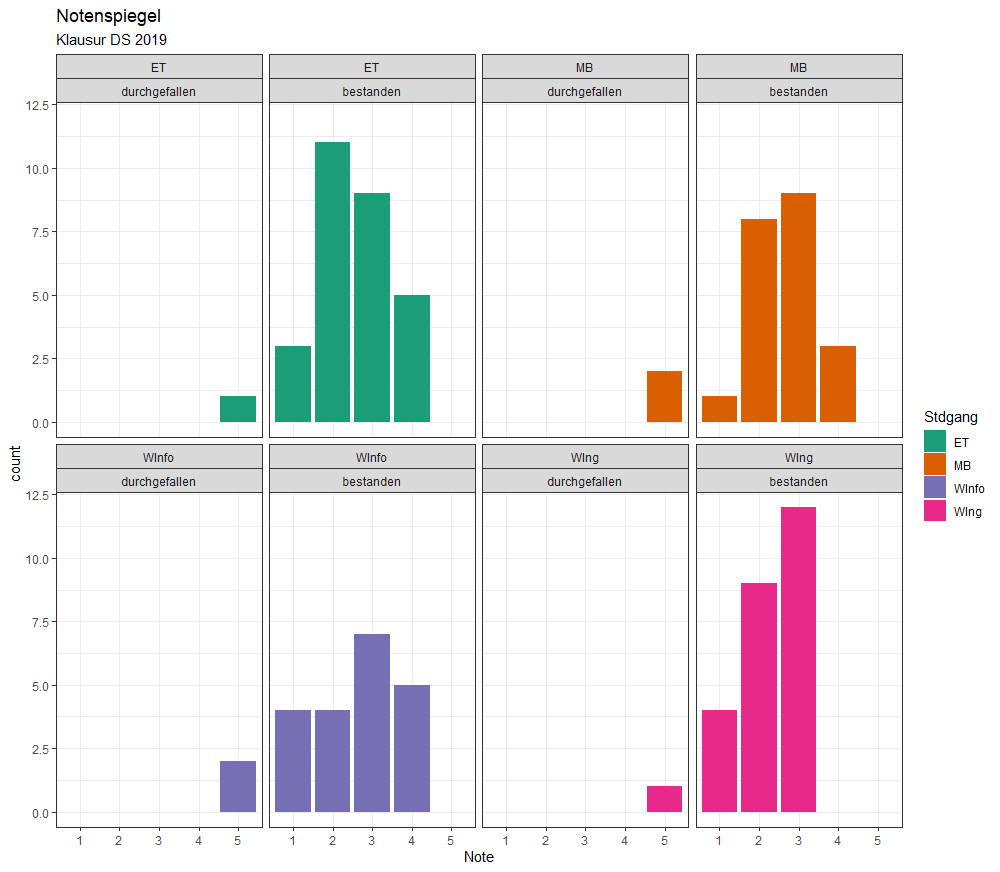 Notenspiegel
Klausur DS 2019
ET ET MB MB
durchgefallen bestanden durchgefallen bestanden
12.5
10.0
7.5
5.0
2.5
0.0
WInfo WInfo WIng WIng
durchgefallen bestanden durchgefallen bestanden
12.5
10.0
7.5
5.0
2.5
0.0
1 2 3 4 5 1 2 3 4 5 1 2 3 4 5 1 2 3 4 5
Note
count
Stdgang
ET
MB
WInfo
WIng